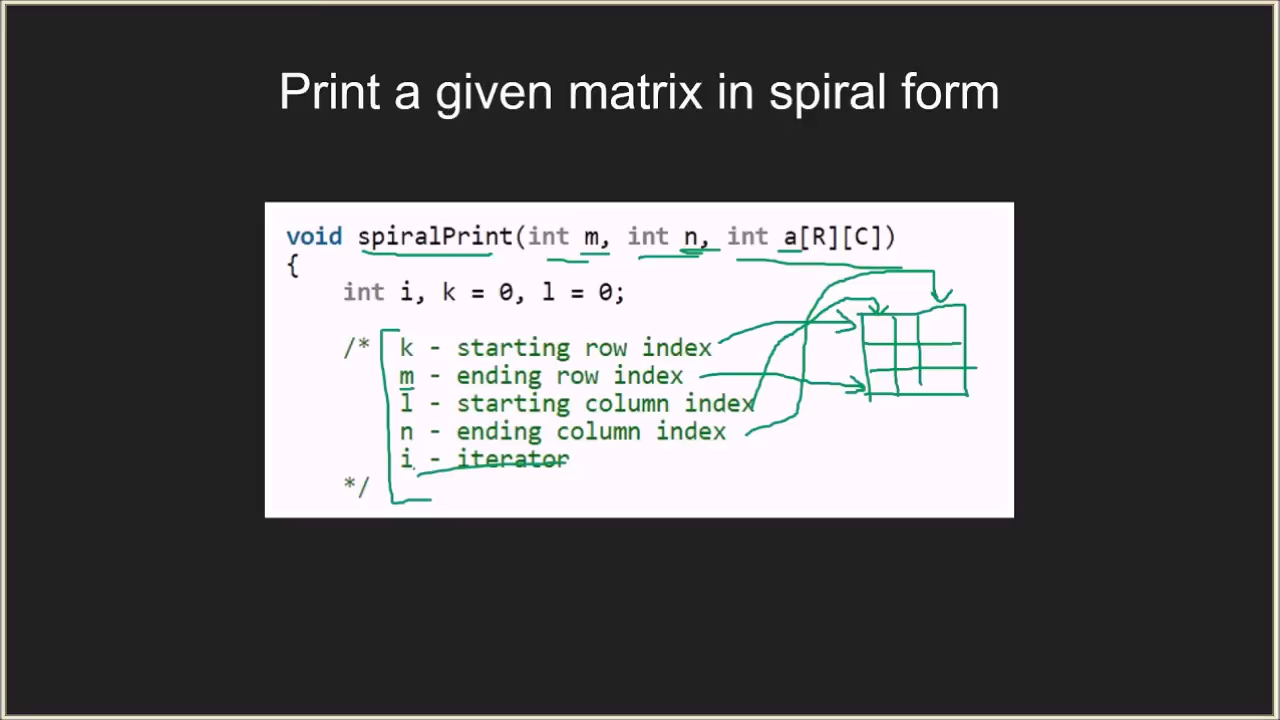 Print a given matrix in spiral form
void spiralPrint(int m, int n, int a[R][C])
{
int i, k = 0, l = 0;
/* k - starting row index
m - ending row index
l - starting column index
n - ending column index
i - iterator
*/